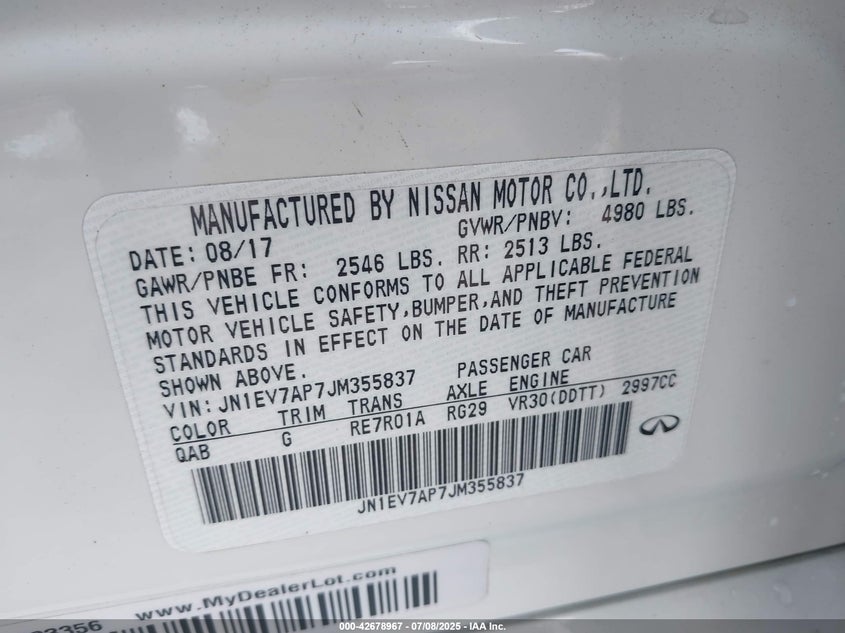 MANUFACTURED BY NISSAN MOTOR CO.,LTD.
DATE: 08/17 GVWR/PNBV: 4980 LBS.
GAWR/PNBE FR: 2546 LBS. RR: 2513 LBS.
THIS VEHICLE CONFORMS TO ALL APPLICABLE FEDERAL
MOTOR VEHICLE SAFETY,BUMPER,AND THEFT PREVENTION
STANDARDS IN EFFECT ON THE DATE OF MANUFACTURE
SHOWN ABOVE.
VIN: JN1EV7AP7JM355837 PASSENGER CAR
COLOR TRIM TRANS AXLE ENGINE
QAB G RE7R01A RG29 VR30(DDTT) 2997CC
JN1EV7AP7JM355837
www.MyDealerLot.com
000-42678967 - 07/08/2025 - IAA Inc.